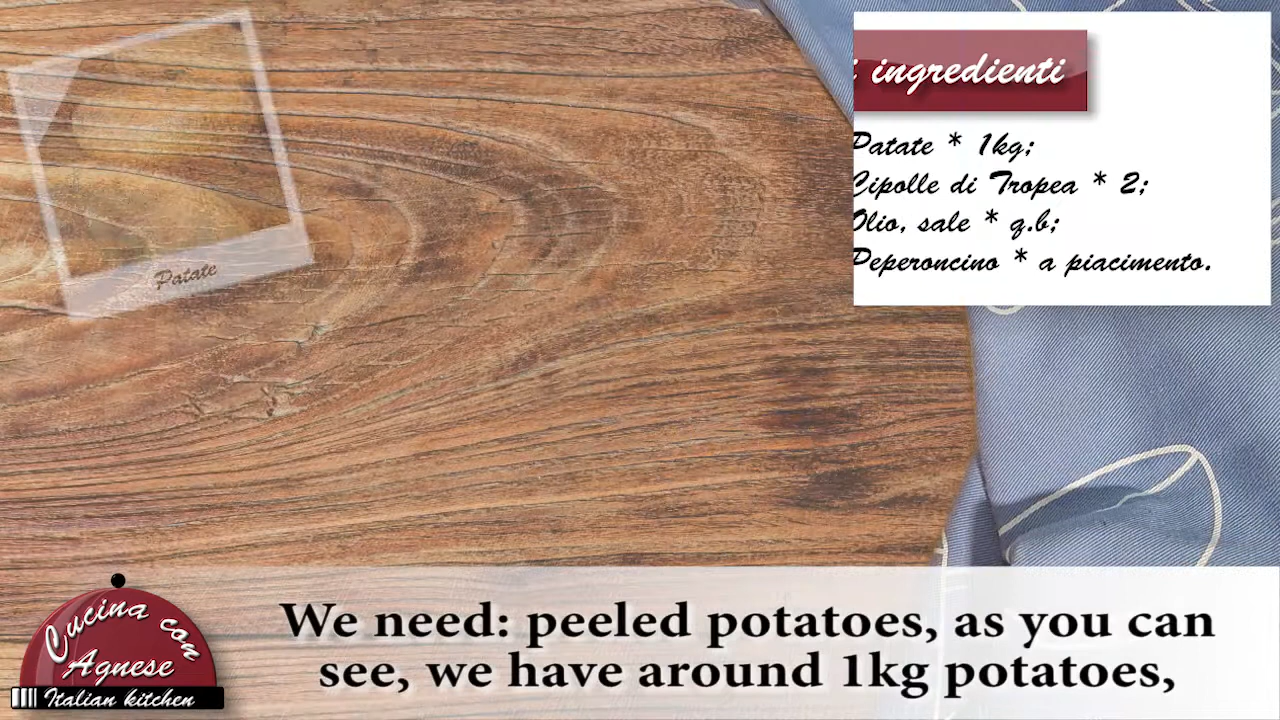 i ingredienti
Patate * 1kg;
Cipolle di Tropea * 2;
Olio, sale * q.b;
Peperoncino * a piacimento.
Patate
We need: peeled potatoes, as you can
see, we have around 1kg potatoes,
Cucina con
Agnese
Italian kitchen